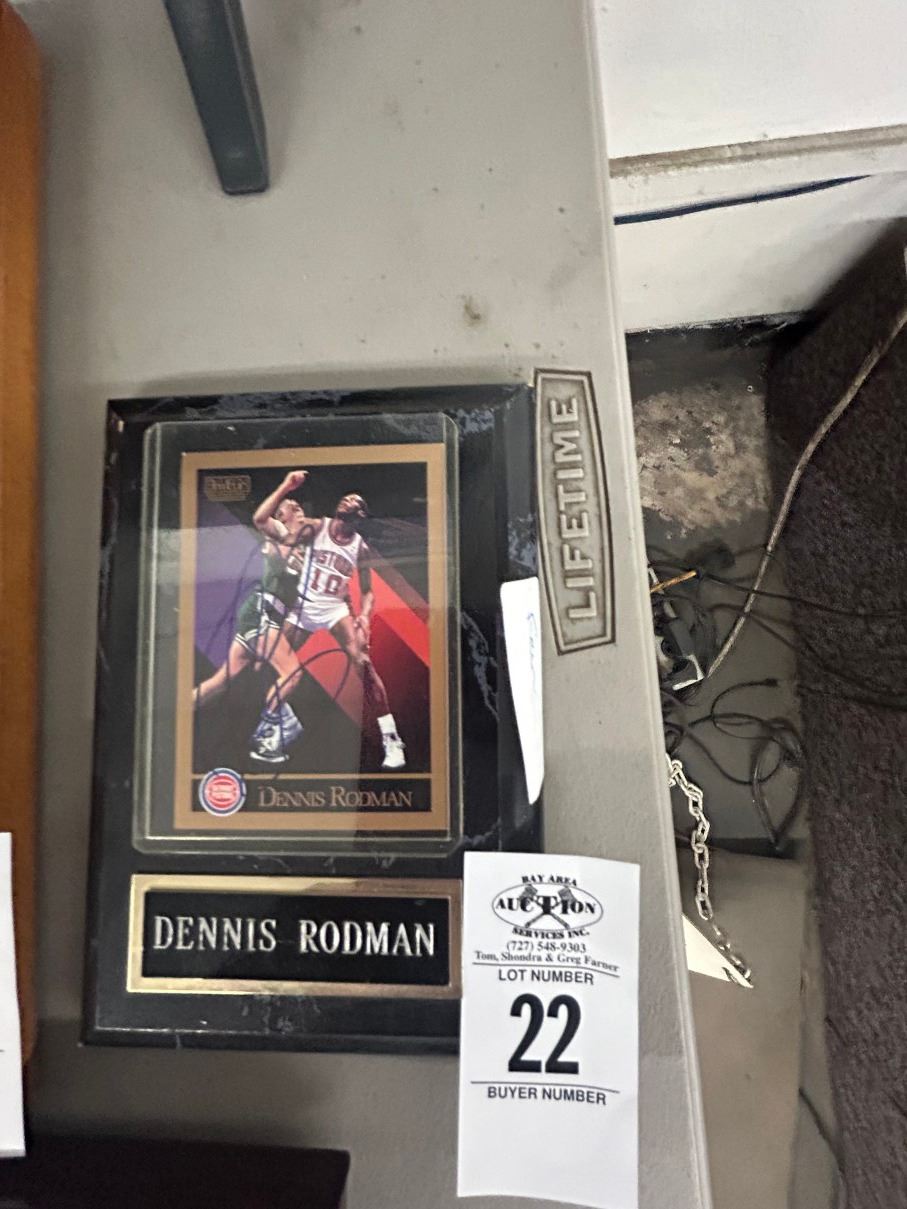 LIFETIME
10
DENNIS RODMAN
DENNIS RODMAN
BAY AREA
AUCTION
SERVICES INC.
(727) 548-9303
Tom, Shondra & Greg Farner
LOT NUMBER
22
BUYER NUMBER